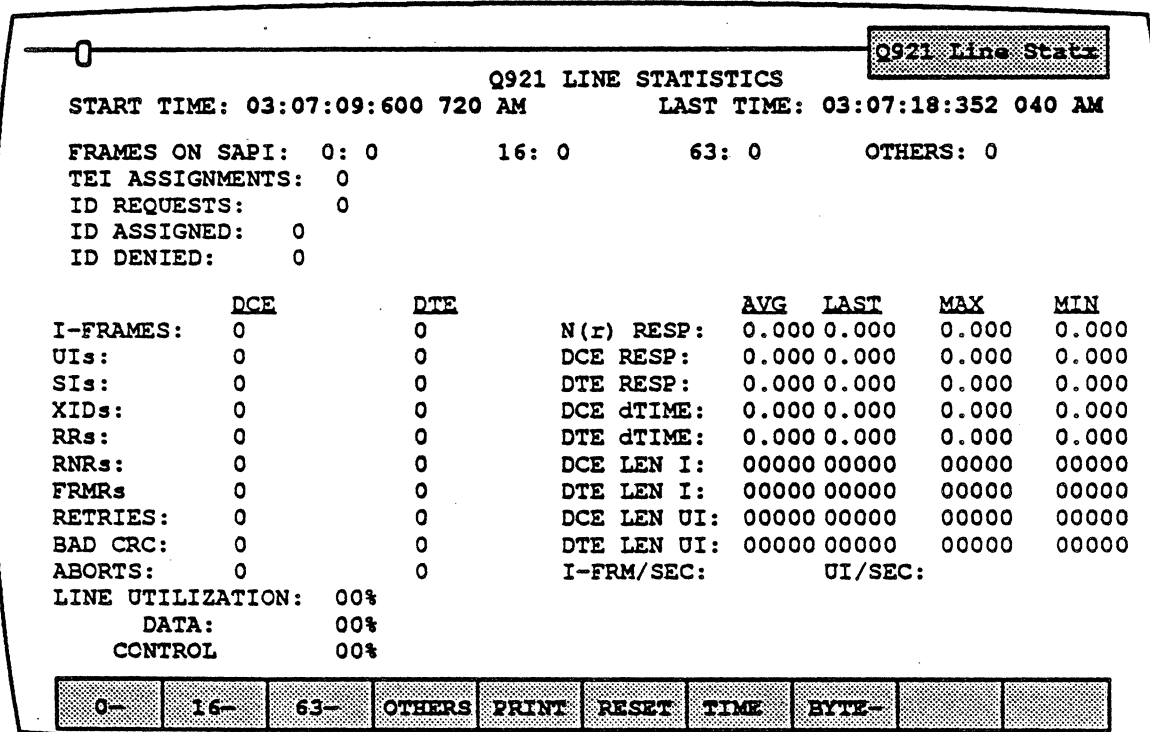 Q921 Line Statx
Q921 LINE STATISTICS
START TIME: 03:07:09:600 720 AM LAST TIME: 03:07:18:352 040 AM
FRAMES ON SAPI: 0: 0 16: 0 63: 0 OTHERS: 0
TEI ASSIGNMENTS: 0
ID REQUESTS: 0
ID ASSIGNED: 0
ID DENIED: 0
DCE DTE AVG LAST MAX MIN
I-FRAMES: 0 0 N(r) RESP: 0.000 0.000 0.000 0.000
UIs: 0 0 DCE RESP: 0.000 0.000 0.000 0.000
SIs: 0 0 DTE RESP: 0.000 0.000 0.000 0.000
XIDs: 0 0 DCE dTIME: 0.000 0.000 0.000 0.000
RRs: 0 0 DTE dTIME: 0.000 0.000 0.000 0.000
RNRs: 0 0 DCE LEN I: 00000 00000 00000 00000
FRMRs 0 0 DTE LEN I: 00000 00000 00000 00000
RETRIES: 0 0 DCE LEN UI: 00000 00000 00000 00000
BAD CRC: 0 0 DTE LEN UI: 00000 00000 00000 00000
ABORTS: 0 0 I-FRM/SEC: UI/SEC:
LINE UTILIZATION: 00%
DATA: 00%
CONTROL 00%
0- 16- 63- OTHERS PRINT RESET TIME BYTE-